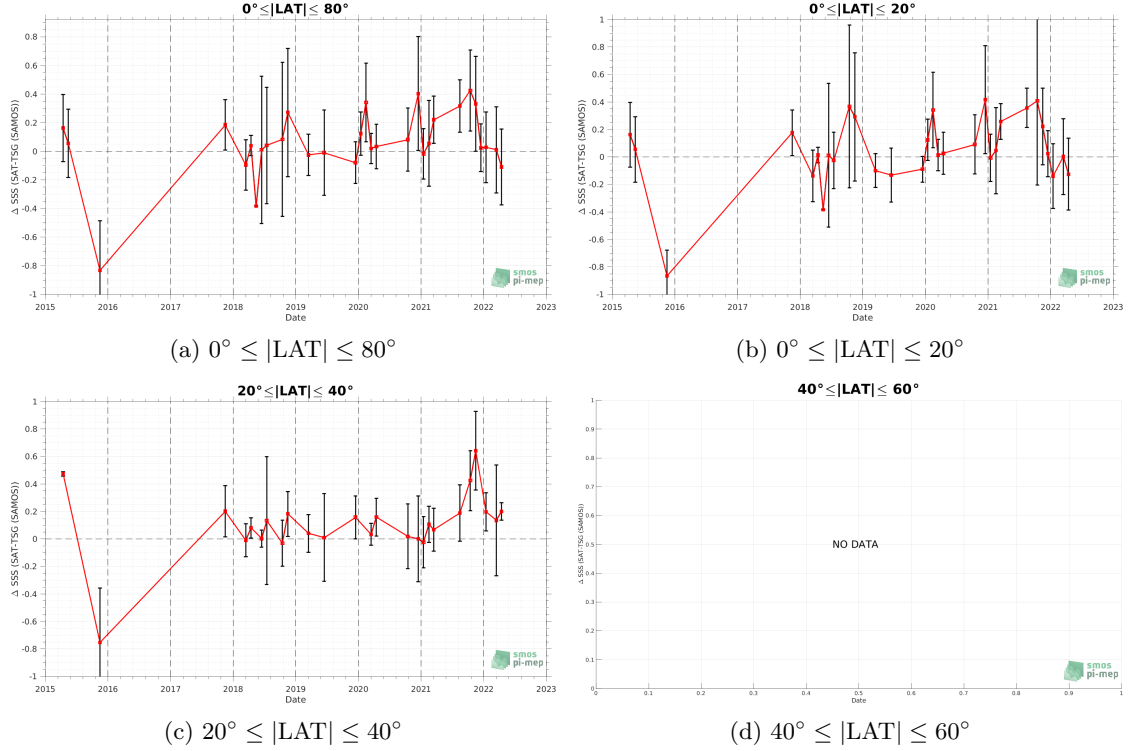 0°≤|LAT|≤ 80°
Δ SSS (SAT-TSG (SAMOS))
0.8
0.6
0.4
0.2
0
-0.2
-0.4
-0.6
-0.8
-1
2015 2016 2017 2018 2019 2020 2021 2022 2023
Date
smos
pi-mep
(a) 0° ≤ |LAT| ≤ 80°
0°≤|LAT|≤ 20°
Δ SSS (SAT-TSG (SAMOS))
1
0.8
0.6
0.4
0.2
0
-0.2
-0.4
-0.6
-0.8
-1
2015 2016 2017 2018 2019 2020 2021 2022 2023
Date
smos
pi-mep
(b) 0° ≤ |LAT| ≤ 20°
20°≤|LAT|≤ 40°
Δ SSS (SAT-TSG (SAMOS))
1
0.8
0.6
0.4
0.2
0
-0.2
-0.4
-0.6
-0.8
-1
2015 2016 2017 2018 2019 2020 2021 2022 2023
Date
smos
pi-mep
(c) 20° ≤ |LAT| ≤ 40°
40°≤|LAT|≤ 60°
Δ SSS (SAT-TSG (SAMOS))
1
0.9
0.8
0.7
0.6
0.5
0.4
0.3
0.2
0.1
0
NO DATA
0 0.1 0.2 0.3 0.4 0.5 0.6 0.7 0.8 0.9 1
Date
smos
pi-mep
(d) 40° ≤ |LAT| ≤ 60°